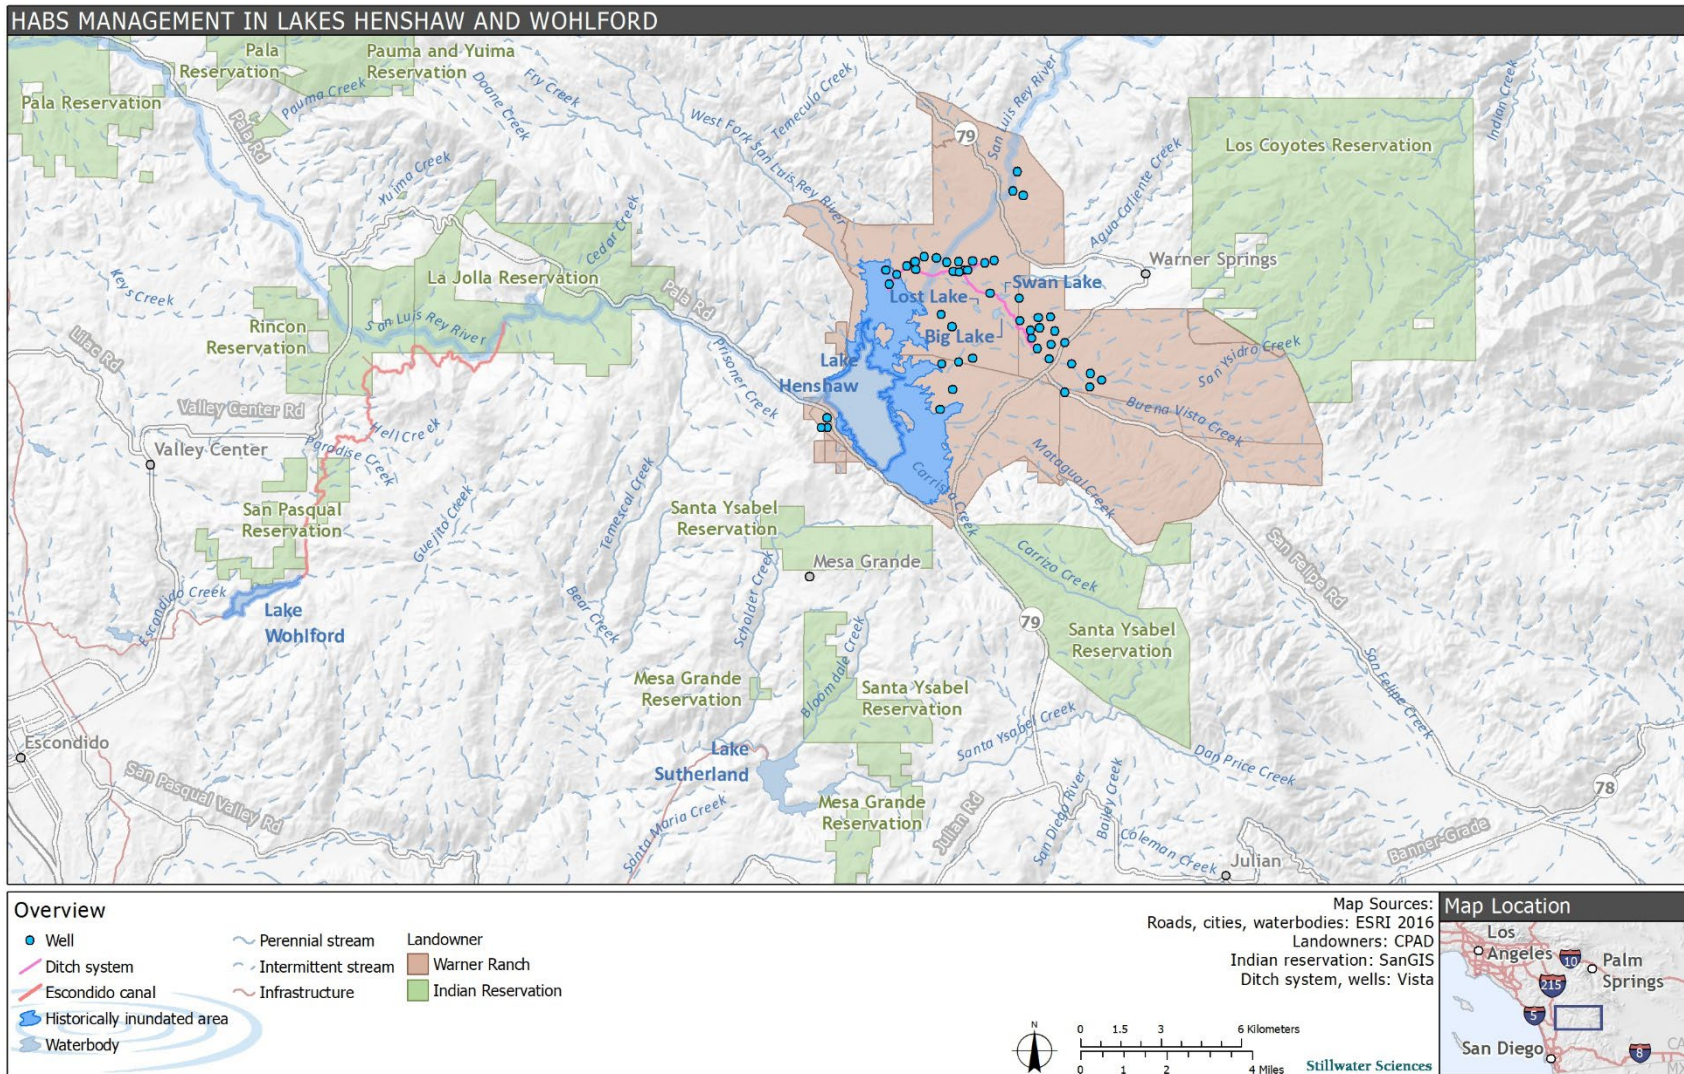 HABS MANAGEMENT IN LAKES HENSHAW AND WOHLFORD
Pala
Reservation
Pauma and Yuima
Reservation
Pala Reservation
Pauma Creek
Doane Creek
Fry Creek
West Fork San Luis Rey River
Temecula Creek
79
San Luis Rey River
Indian Creek
Los Coyotes Reservation
Pala Rd
Yuima Creek
Cedar Creek
Agua Caliente Creek
Warner Springs
Keys Creek
La Jolla Reservation
Pala Rd
Swan Lake
Lost Lake
Big Lake
Lilac Rd
Rincon
Reservation
San Luis Rey River
Prisoner Creek
Lake
Henshaw
San Ysidro Creek
Valley Center Rd
Hell Creek
Paradise Creek
Buena Vista Creek
Valley Center
Matagual Creek
Carrista Creek
San Pasqual
Reservation
Guejito Creek
Temescal Creek
Santa Ysabel
Reservation
Mesa Grande
Carrizo Creek
San Felipe Rd
Escondido Creek
Lake
Wohlford
Bear Creek
Scholder Creek
79
Santa Ysabel
Reservation
Bloomdale Creek
Mesa Grande
Reservation
Santa Ysabel
Reservation
San Felipe Creek
Santa Ysabel Creek
Dan Price Creek
Escondido
Lake
Sutherland
San Pasqual Valley Rd
Santa Maria Creek
Mesa Grande
Reservation
Julian Rd
San Diego River
Bailey Creek
Coleman Creek
78
Banner-Grade
Julian
Overview
Well
Ditch system
Escondido canal
Historically inundated area
Waterbody
Perennial stream
Intermittent stream
Infrastructure
Landowner
Warner Ranch
Indian Reservation
Map Sources:
Roads, cities, waterbodies: ESRI 2016
Landowners: CPAD
Indian reservation: SanGIS
Ditch system, wells: Vista
N
0 1.5 3 6 Kilometers
0 1 2 4 Miles
Stillwater Sciences
Map Location
Los
Angeles
10
Palm
Springs
215
5
San Diego
8
CA
MX